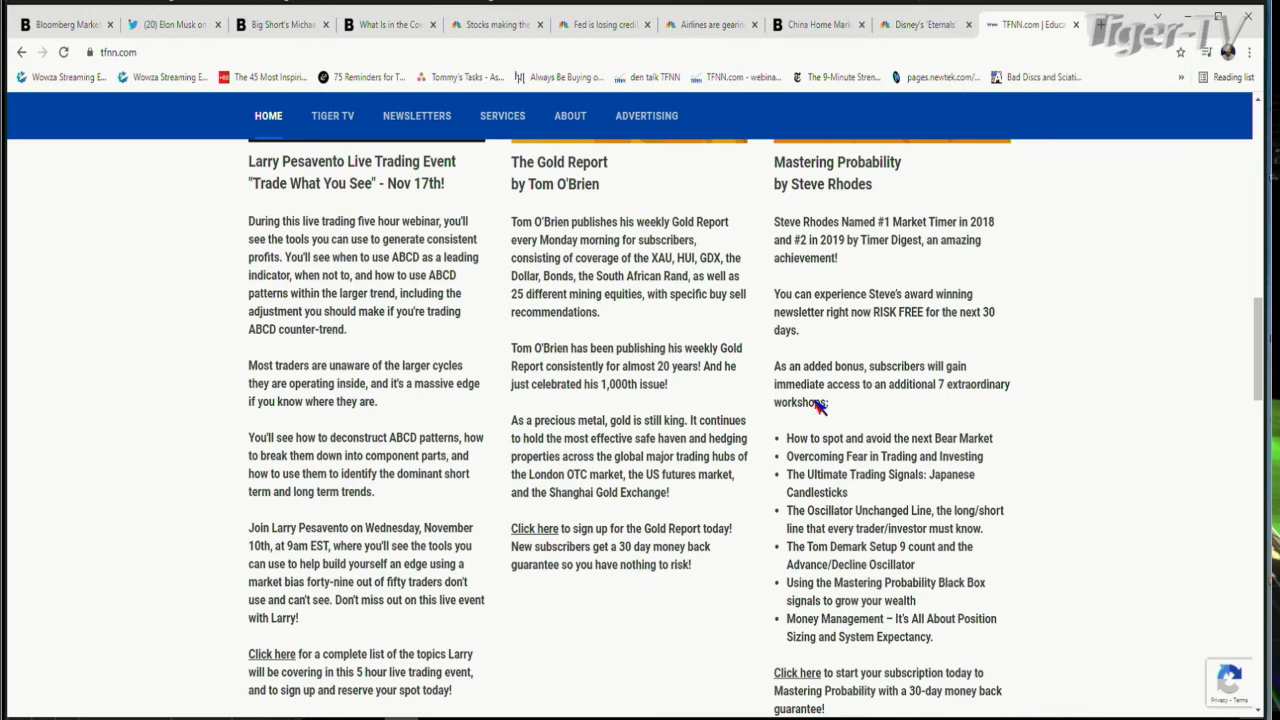 Bloomberg Market
(20) Elon Musk on
Big Short's Micha
What Is in the Cov
Stocks making the
Fed is losing credi
Airlines are gearin
China Home Mark
Disney's 'Eternals'
TFNN.com | Educa
Tiger-TV
tfnn.com
Wowza Streaming E...
Wowza Streaming E...
The 45 Most Inspiri...
75 Reminders for T...
Tommy's Tasks - As...
Always Be Buying o...
den talk TFNN
TFNN.com - webina...
The 9-Minute Stren...
pages.newtek.com/...
Bad Discs and Sciati...
»
Reading list
HOME
TIGER TV
NEWSLETTERS
SERVICES
ABOUT
ADVERTISING
Larry Pesavento Live Trading Event
"Trade What You See" - Nov 17th!
During this live trading five hour webinar, you'll
see the tools you can use to generate consistent
profits. You'll see when to use ABCD as a leading
indicator, when not to, and how to use ABCD
patterns within the larger trend, including the
adjustment you should make if you're trading
ABCD counter-trend.
Most traders are unaware of the larger cycles
they are operating inside, and it's a massive edge
if you know where they are.
You'll see how to deconstruct ABCD patterns, how
to break them down into component parts, and
how to use them to identify the dominant short
term and long term trends.
Join Larry Pesavento on Wednesday, November
10th, at 9am EST, where you'll see the tools you
can use to help build yourself an edge using a
market bias forty-nine out of fifty traders don't
use and can't see. Don't miss out on this live event
with Larry!
Click here for a complete list of the topics Larry
will be covering in this 5 hour live trading event,
and to sign up and reserve your spot today!
The Gold Report
by Tom O'Brien
Tom O'Brien publishes his weekly Gold Report
every Monday morning for subscribers,
consisting of coverage of the XAU, HUI, GDX, the
Dollar, Bonds, the South African Rand, as well as
25 different mining equities, with specific buy sell
recommendations.
Tom O'Brien has been publishing his weekly Gold
Report consistently for almost 20 years! And he
just celebrated his 1,000th issue!
As a precious metal, gold is still king. It continues
to hold the most effective safe haven and hedging
properties across the global major trading hubs of
the London OTC market, the US futures market,
and the Shanghai Gold Exchange!
Click here to sign up for the Gold Report today!
New subscribers get a 30 day money back
guarantee so you have nothing to risk!
Mastering Probability
by Steve Rhodes
Steve Rhodes Named #1 Market Timer in 2018
and #2 in 2019 by Timer Digest, an amazing
achievement!
You can experience Steve's award winning
newsletter right now RISK FREE for the next 30
days.
As an added bonus, subscribers will gain
immediate access to an additional 7 extraordinary
workshops:
• How to spot and avoid the next Bear Market
• Overcoming Fear in Trading and Investing
• The Ultimate Trading Signals: Japanese
Candlesticks
• The Oscillator Unchanged Line, the long/short
line that every trader/investor must know.
• The Tom Demark Setup 9 count and the
Advance/Decline Oscillator
• Using the Mastering Probability Black Box
signals to grow your wealth
• Money Management – It's All About Position
Sizing and System Expectancy.
Click here to start your subscription today to
Mastering Probability with a 30-day money back
guarantee!
Privacy - Terms